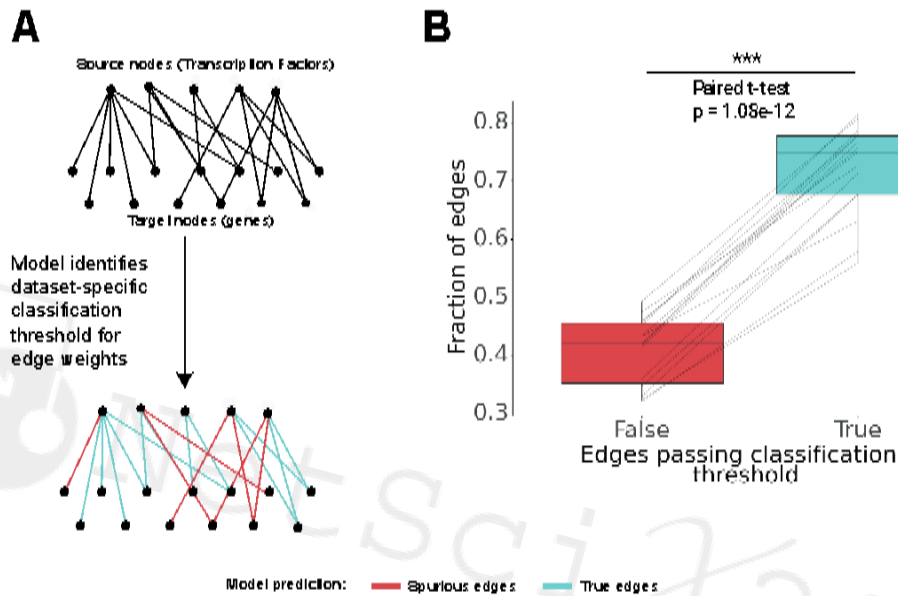 A
Source nodes (Transcription Factors)
Target nodes (genes)
Model identifies
dataset-specific
classification
threshold for
edge weights
B
***
Paired t-test
p = 1.08e-12
Fraction of edges
0.8
0.7
0.6
0.5
0.4
0.3
False
True
Edges passing classification
threshold
Model prediction:
Spurious edges
True edges